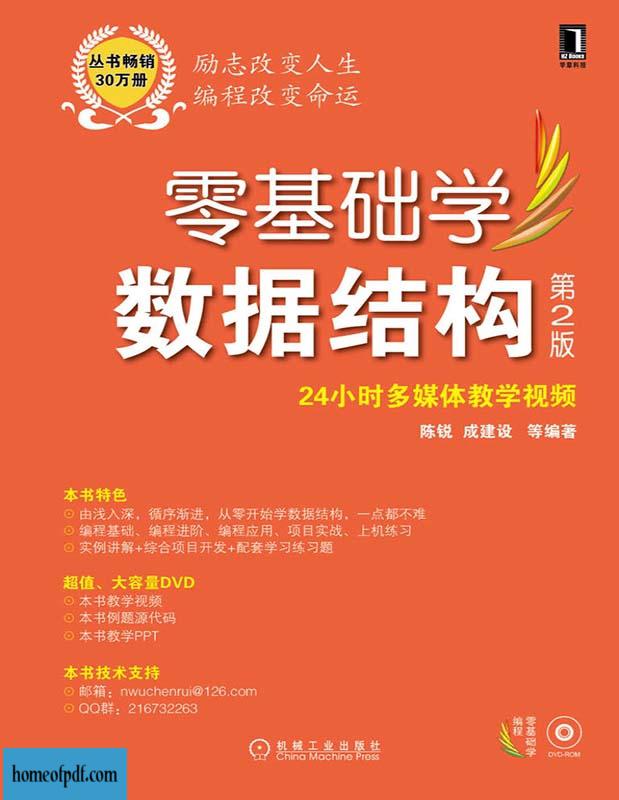 丛书畅销
30万册
励志改变人生
编程改变命运
HZ Books
华章科技
零基础学
数据结构
第2版
24小时多媒体教学视频
陈锐 成建设 等编著
本书特色
由浅入深，循序渐进，从零开始学数据结构，一点都不难
编程基础、编程进阶、编程应用、项目实战、上机练习
实例讲解+综合项目开发+配套学习练习题
超值、大容量DVD
本书教学视频
本书例题源代码
本书教学PPT
本书技术支持
邮箱：nwuchenrui@126.com
QQ群：216732263
机械工业出版社
China Machine Press
零基础学
编程
DVD-ROM
homeofpdf.com